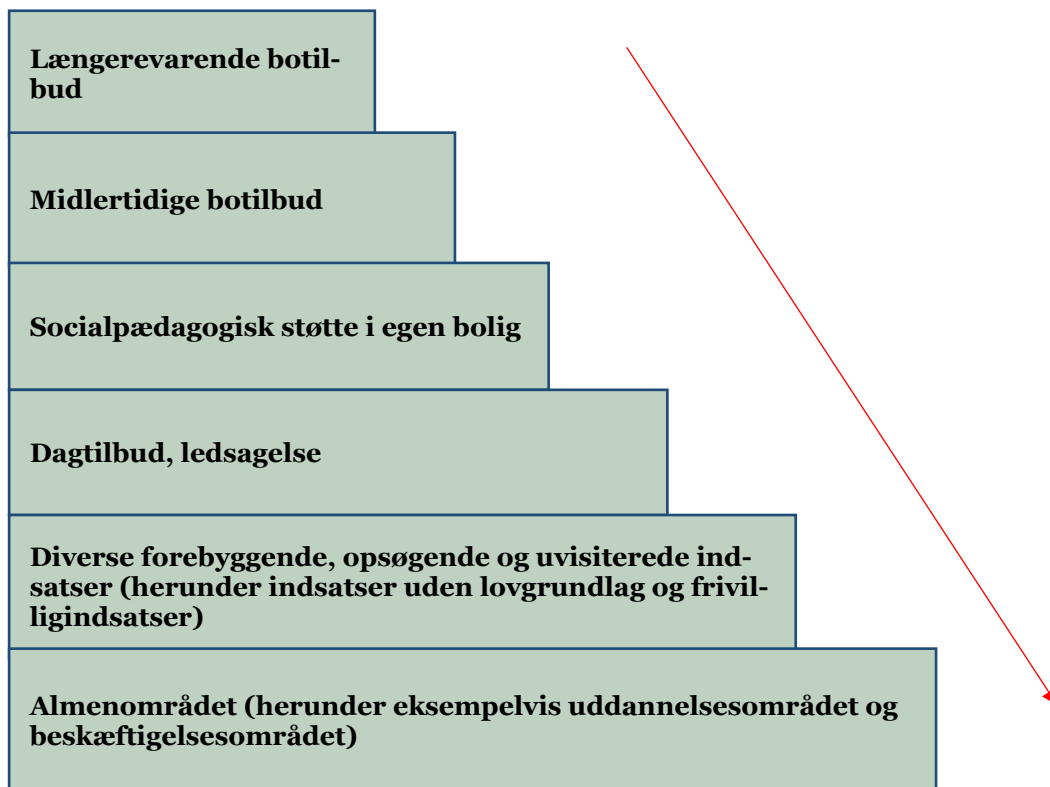 Længerevarende botil-
bud
Midlertidige botilbud
Socialpædagogisk støtte i egen bolig
Dagtilbud, ledsagelse
Diverse forebyggende, opsøgende og uvisiterede ind-
satser (herunder indsatser uden lovgrundlag og frivil-
ligindsatser)
Almenområdet (herunder eksempelvis uddannelsesområdet og
beskæftigelsesområdet)